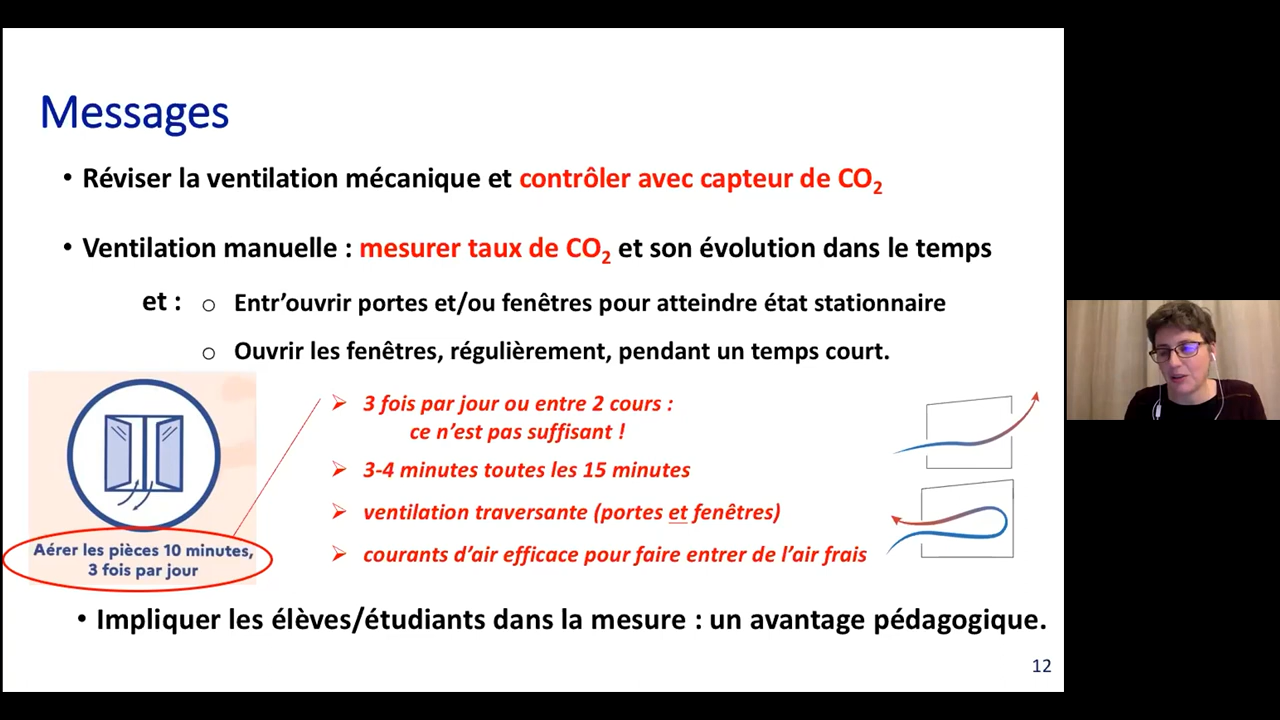 Messages
• Réviser la ventilation mécanique et contrôler avec capteur de CO₂
• Ventilation manuelle : mesurer taux de CO₂ et son évolution dans le temps
et : o Entr’ouvrir portes et/ou fenêtres pour atteindre état stationnaire
o Ouvrir les fenêtres, régulièrement, pendant un temps court.
➢ 3 fois par jour ou entre 2 cours :
ce n’est pas suffisant !
➢ 3-4 minutes toutes les 15 minutes
➢ ventilation traversante (portes et fenêtres)
➢ courants d’air efficace pour faire entrer de l’air frais
Aérer les pièces 10 minutes,
3 fois par jour
• Impliquer les élèves/étudiants dans la mesure : un avantage pédagogique.
12